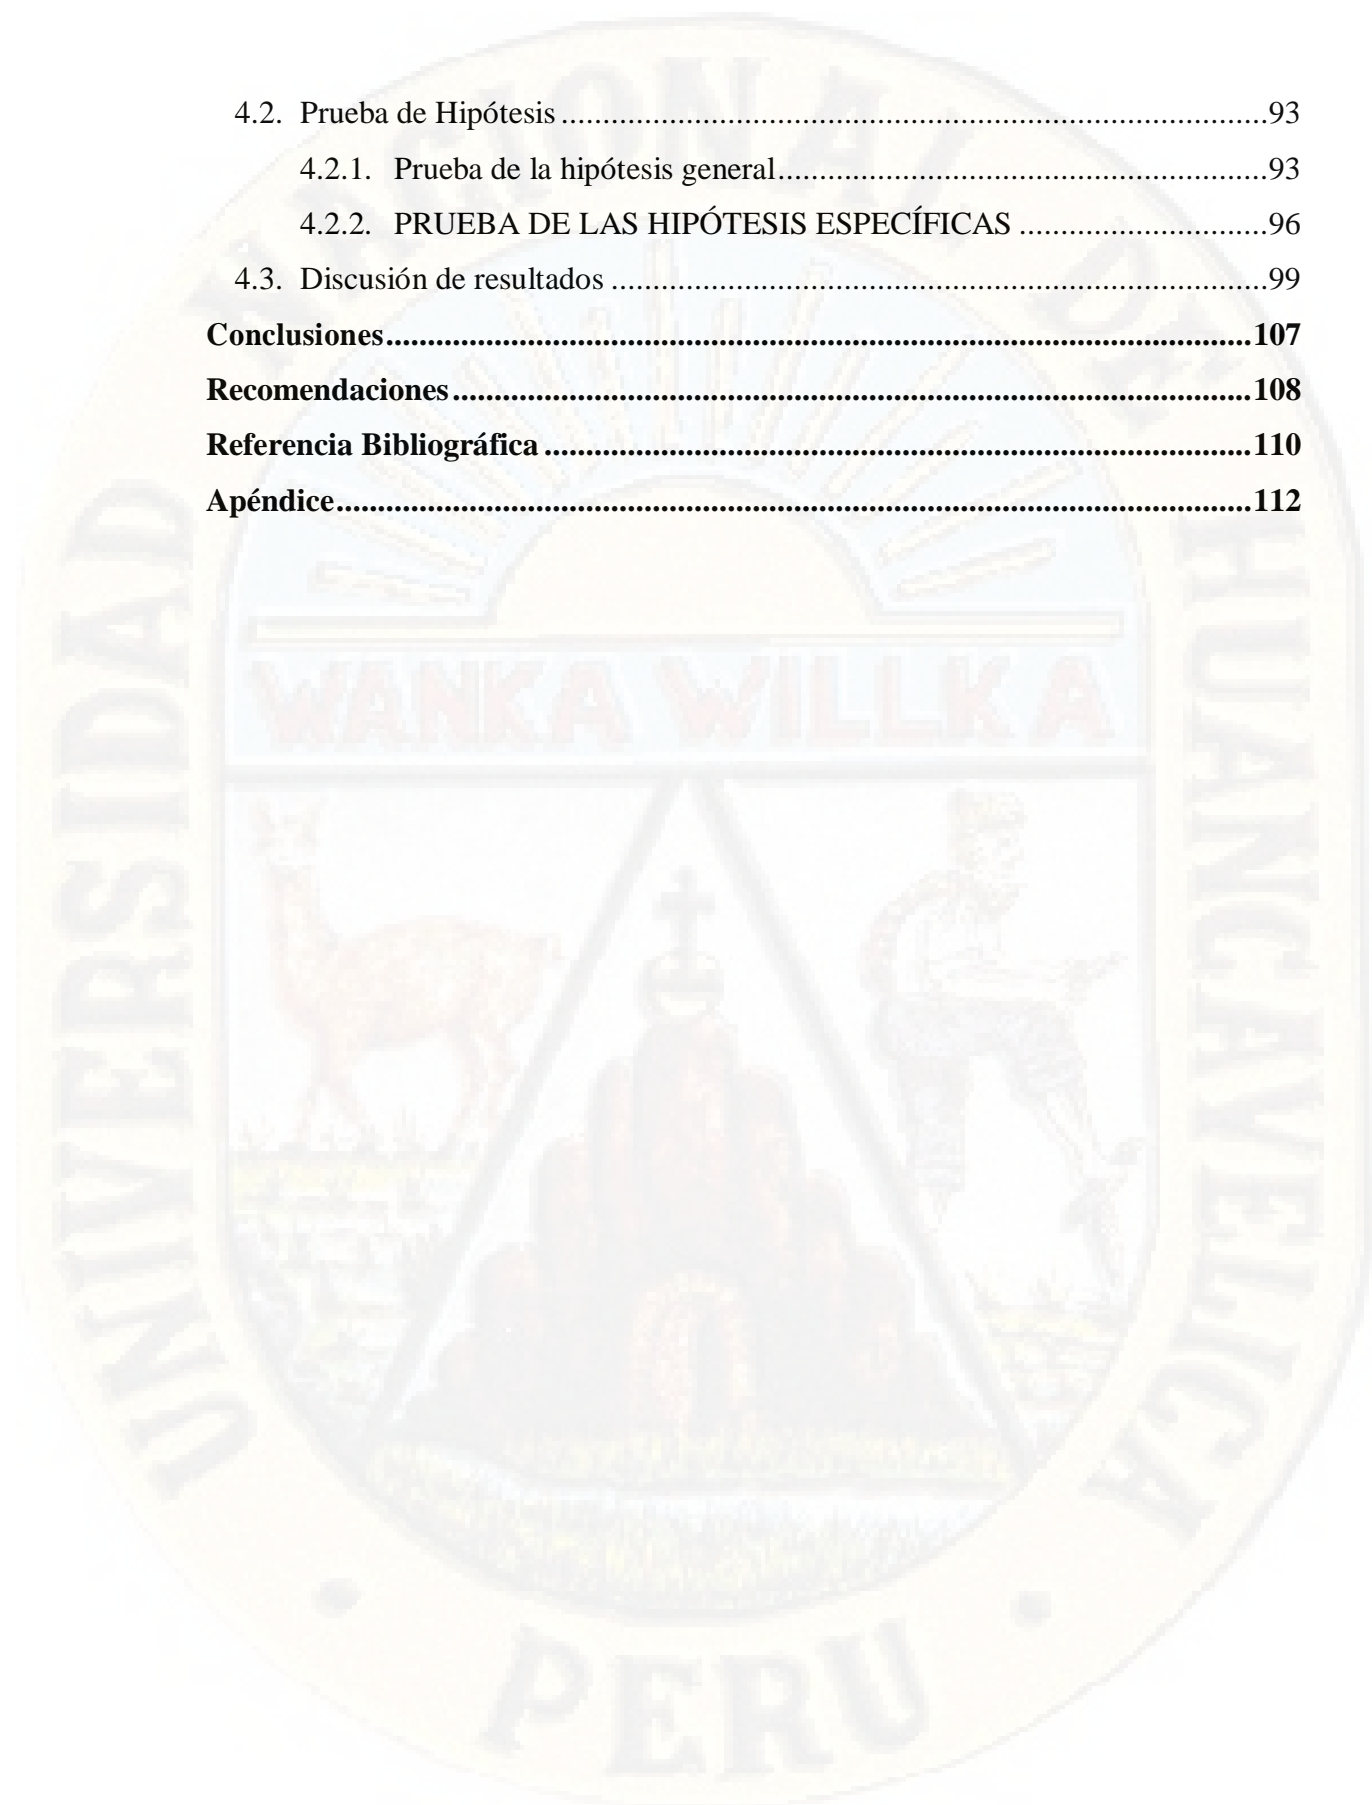 4.2. Prueba de Hipótesis ........................................................................................93
4.2.1. Prueba de la hipótesis general.............................................................93
4.2.2. PRUEBA DE LAS HIPÓTESIS ESPECÍFICAS ...............................96
4.3. Discusión de resultados ..................................................................................99
Conclusiones..........................................................................................................107
Recomendaciones..................................................................................................108
Referencia Bibliográfica.......................................................................................110
Apéndice................................................................................................................112
UNIVERSIDAD NACIONAL DE HUANCAVELICA
WANKA WILLKA
• PERU •